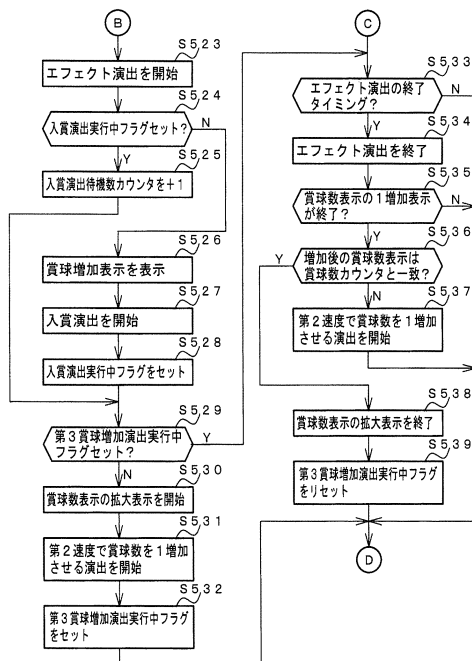 B
S523
エフェクト演出を開始
S524
入賞演出実行中フラグセット?
N
Y
S525
入賞演出待機数カウンタを+1
S526
賞球増加表示を表示
S527
入賞演出を開始
S528
入賞演出実行中フラグをセット
S529
第3賞球増加演出実行中
フラグセット?
Y
N
S530
賞球数表示の拡大表示を開始
S531
第2速度で賞球数を1増加
させる演出を開始
S532
第3賞球増加演出実行中フラグ
をセット
C
S533
エフェクト演出の終了
タイミング?
N
Y
S534
エフェクト演出を終了
S535
賞球数表示の1増加表示
が終了?
N
Y
S536
増加後の賞球数表示は
賞球数カウンタと一致?
Y
N
S537
第2速度で賞球数を1増加
させる演出を開始
S538
賞球数表示の拡大表示を終了
S539
第3賞球増加演出実行中フラグ
をリセット
D